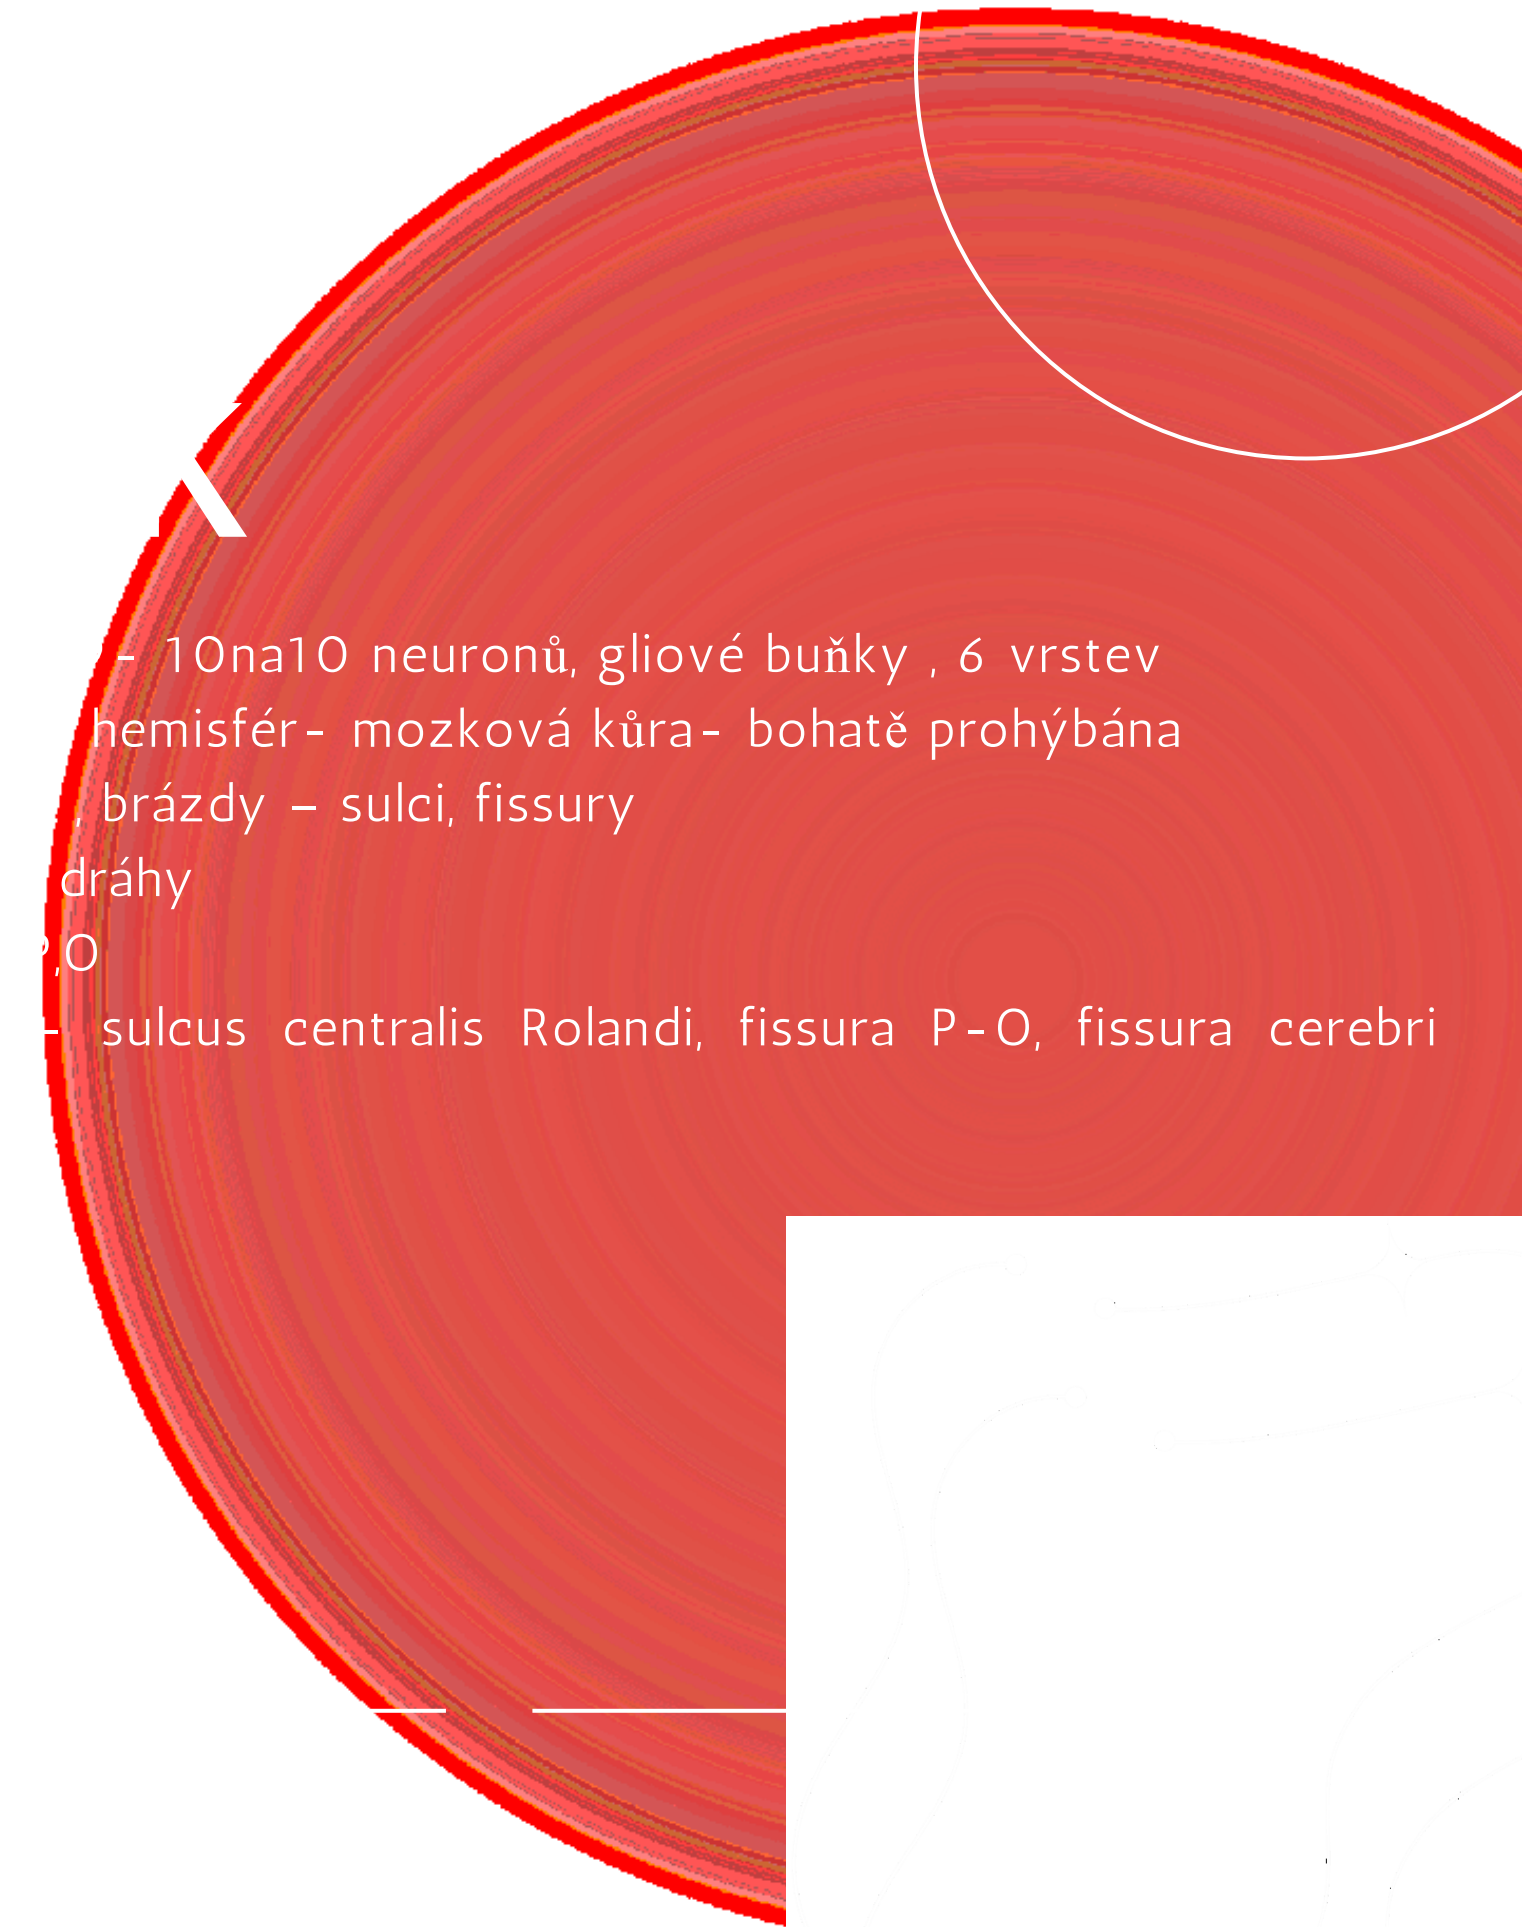 X
- 10na10 neuronů, gliové buňky , 6 vrstev
hemisfér- mozková kůra- bohatě prohýbána
, brázdy – sulci, fissury
dráhy
,O
- sulcus centralis Rolandi, fissura P-O, fissura cerebri